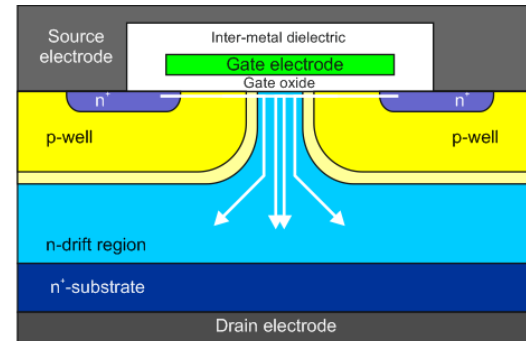 Source
electrode
Inter-metal dielectric
Gate electrode
Gate oxide
n⁺
n⁺
p-well
p-well
n-drift region
n⁺-substrate
Drain electrode